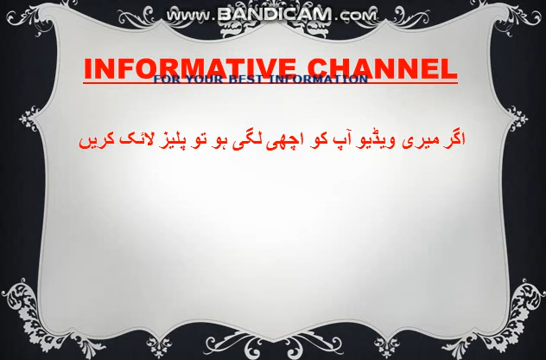 www.BANDICAM.com
INFORMATIVE CHANNEL
FOR YOUR BEST INFORMATION
اگر میری ویڈیو آپ کو اچھی لگی ہو تو پلیز لائک کریں